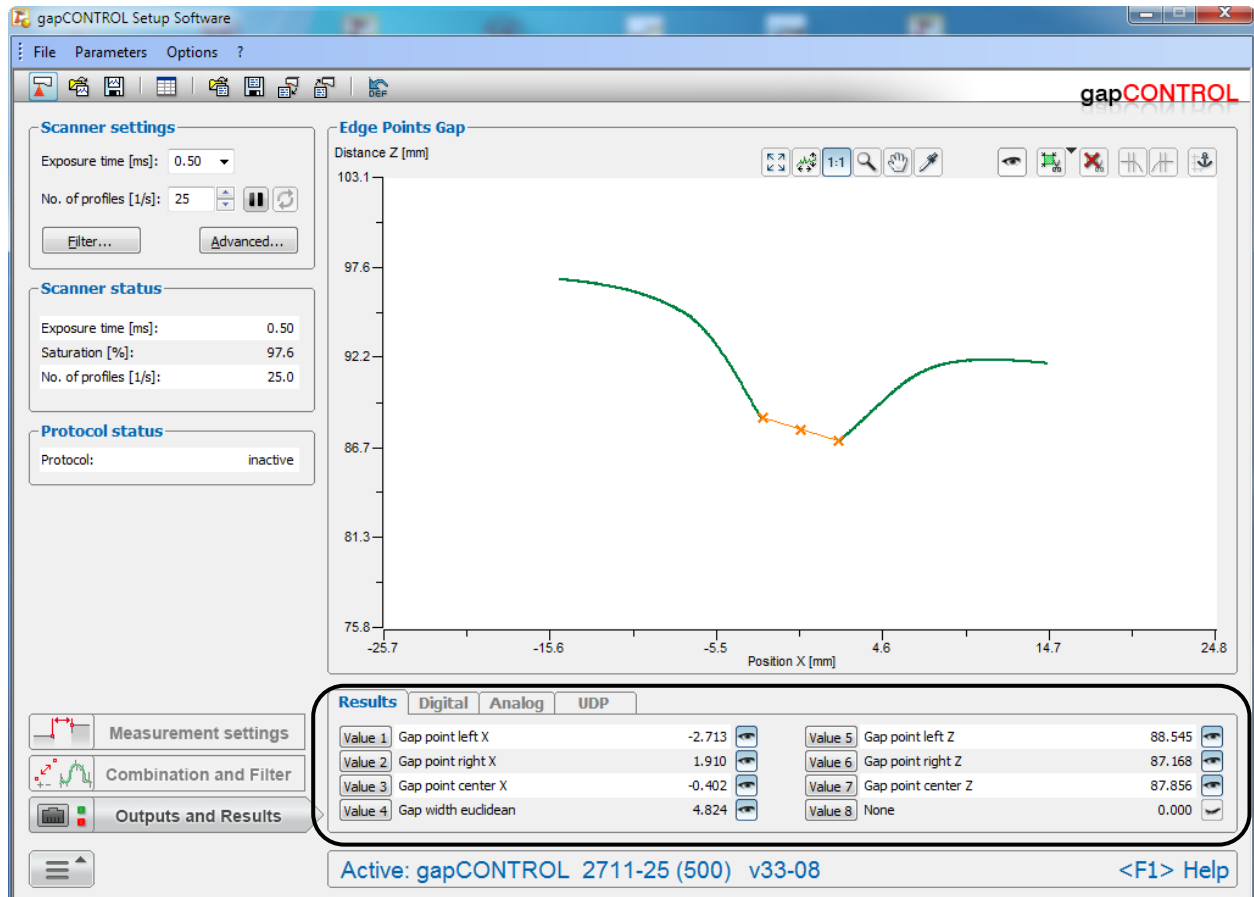 gapCONTROL Setup Software
File Parameters Options ?
DEF
gapCONTROL
Scanner settings
Exposure time [ms]: 0.50
No. of profiles [1/s]: 25
Filter... Advanced...
Scanner status
Exposure time [ms]: 0.50
Saturation [%]: 97.6
No. of profiles [1/s]: 25.0
Protocol status
Protocol: inactive
Edge Points Gap
Distance Z [mm]
1:1
103.1
97.6
92.2
86.7
81.3
75.8
-25.7 -15.6 -5.5 4.6 14.7 24.8
Position X [mm]
Measurement settings
Combination and Filter
Outputs and Results
Results Digital Analog UDP
Value 1 Gap point left X -2.713 Value 5 Gap point left Z 88.545
Value 2 Gap point right X 1.910 Value 6 Gap point right Z 87.168
Value 3 Gap point center X -0.402 Value 7 Gap point center Z 87.856
Value 4 Gap width euclidean 4.824 Value 8 None 0.000
Active: gapCONTROL 2711-25 (500) v33-08 <F1> Help